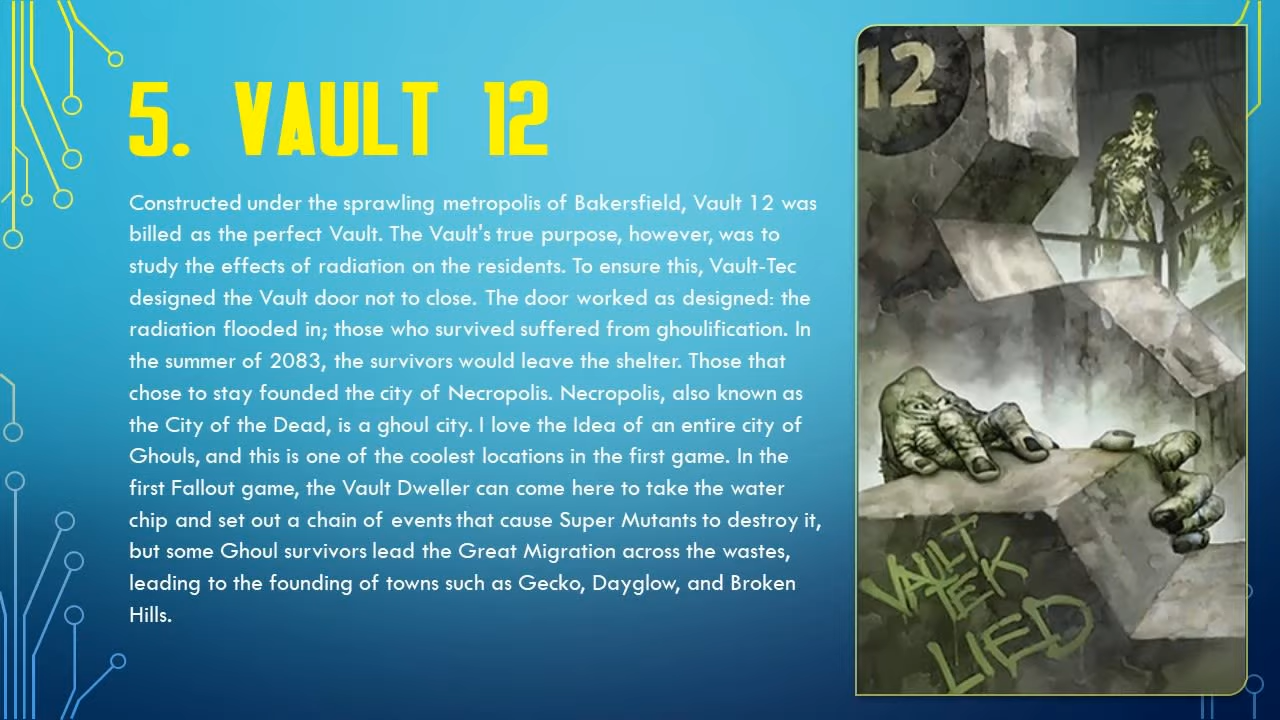 5. VAULT 12
Constructed under the sprawling metropolis of Bakersfield, Vault 12 was
billed as the perfect Vault. The Vault's true purpose, however, was to
study the effects of radiation on the residents. To ensure this, Vault-Tec
designed the Vault door not to close. The door worked as designed: the
radiation flooded in; those who survived suffered from ghoulification. In
the summer of 2083, the survivors would leave the shelter. Those that
chose to stay founded the city of Necropolis. Necropolis, also known as
the City of the Dead, is a ghoul city. I love the Idea of an entire city of
Ghouls, and this is one of the coolest locations in the first game. In the
first Fallout game, the Vault Dweller can come here to take the water
chip and set out a chain of events that cause Super Mutants to destroy it,
but some Ghoul survivors lead the Great Migration across the wastes,
leading to the founding of towns such as Gecko, Dayglow, and Broken
Hills.
12
VAULT
TEK
LIED